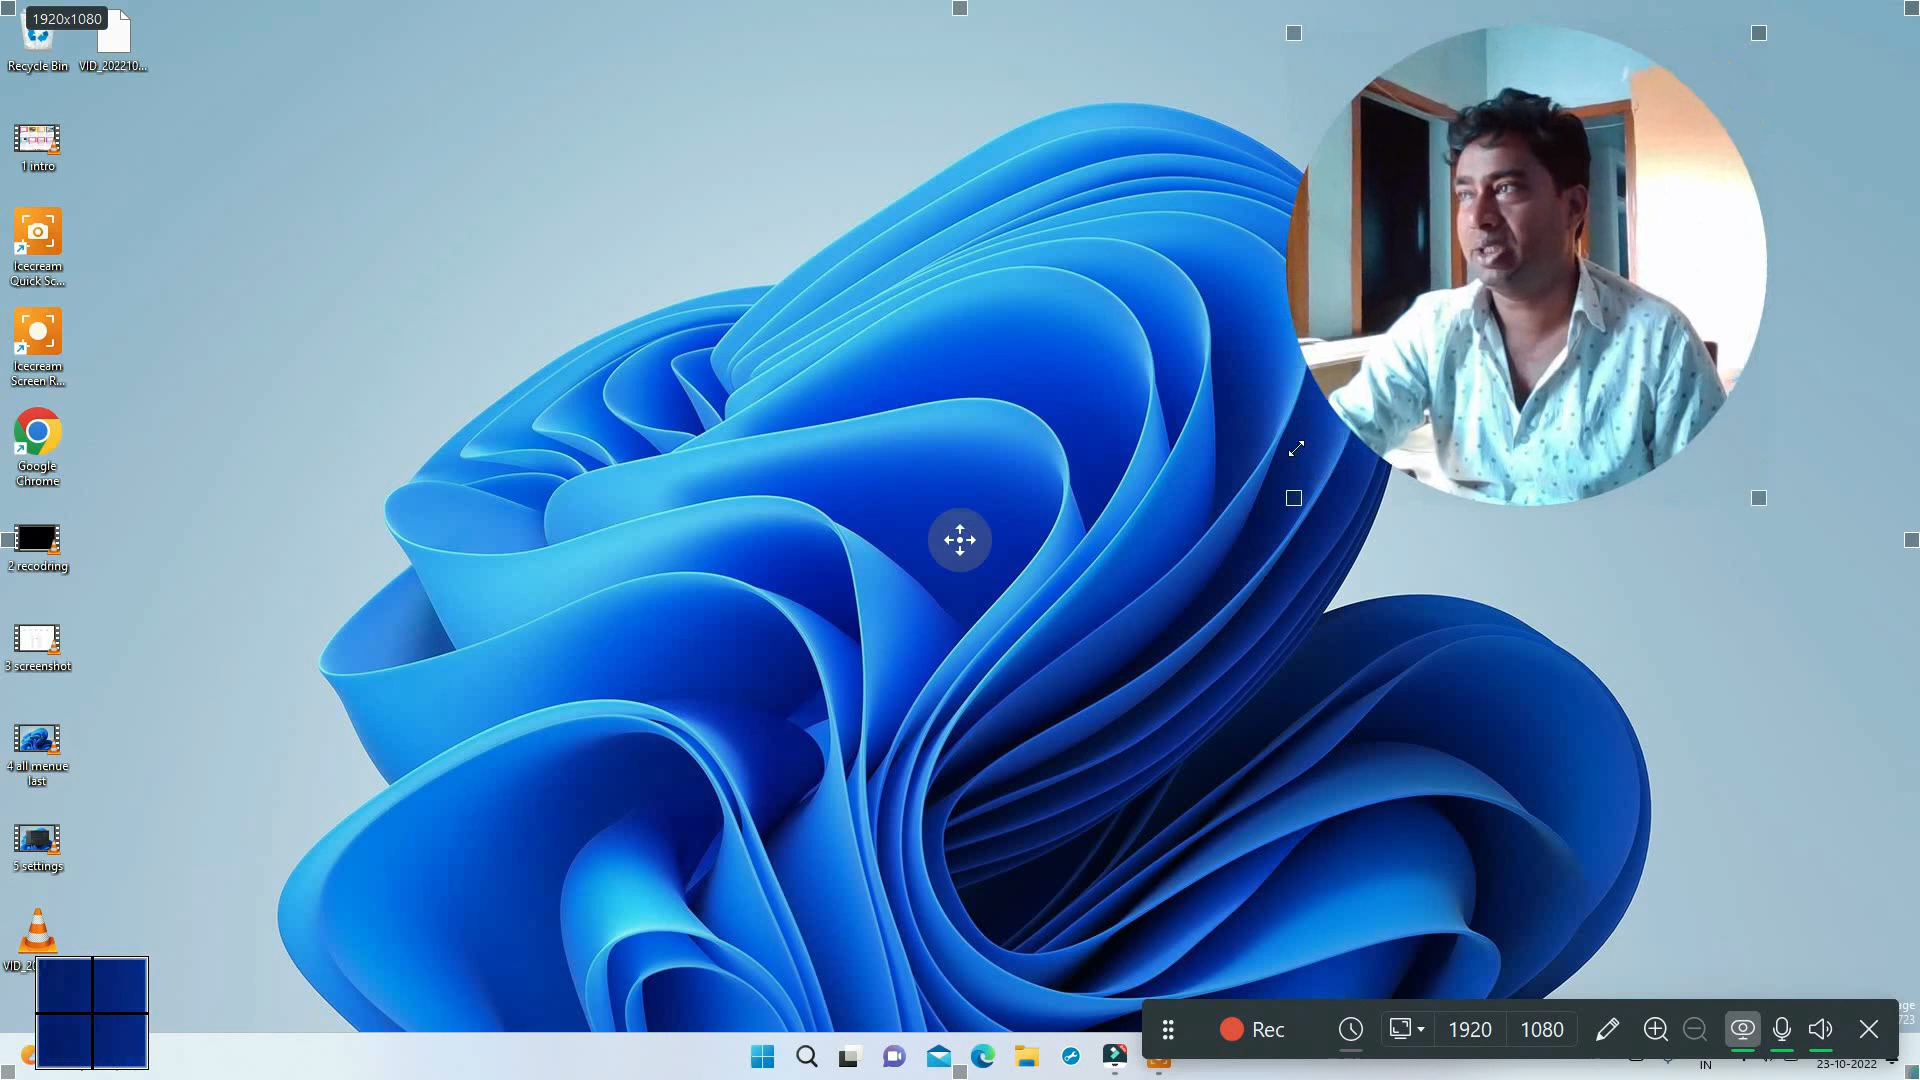 1920x1080
Recycle Bin
VID_202210...
1 intro
Icecream
Quick Sc...
Icecream
Screen R...
Google
Chrome
2 recodring
3 screenshot
4 all menue
last
5 settings
Rec
1920
1080
IN
23-10-2022